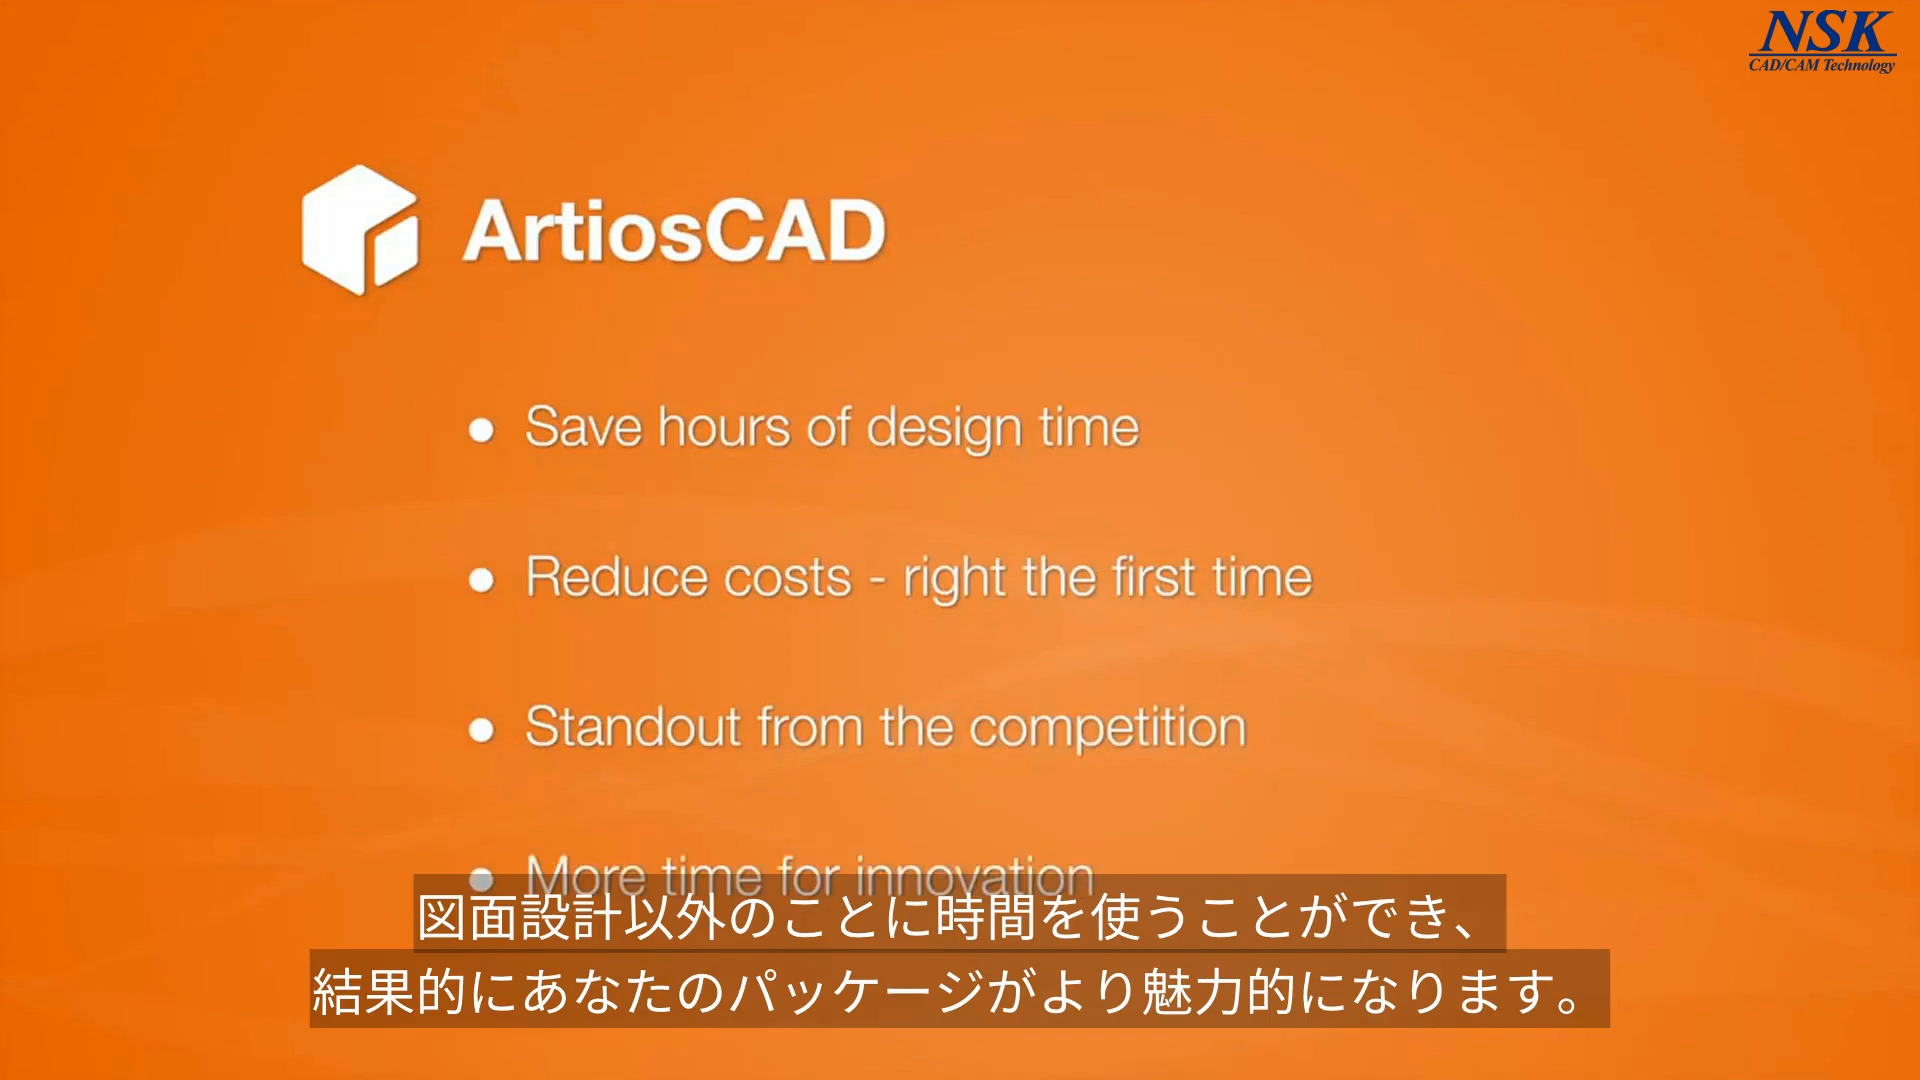 NSK
CAD/CAM Technology
ArtiosCAD
● Save hours of design time
● Reduce costs - right the first time
● Standout from the competition
● More time for innovation
図面設計以外のことに時間を使うことができ、
結果的にあなたのパッケージがより魅力的になります。